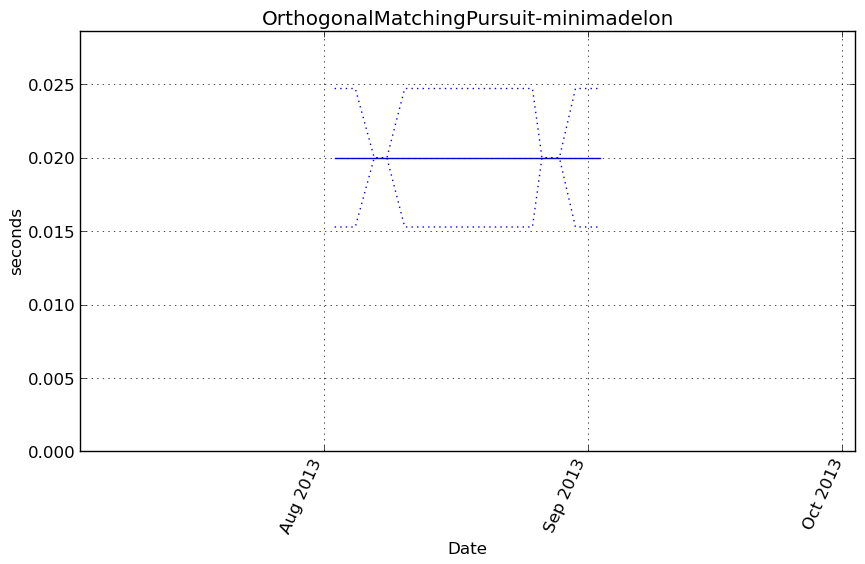 OrthogonalMatchingPursuit-minimadelon
0.025
0.020
0.015
0.010
0.005
0.000
seconds
Aug 2013
Sep 2013
Oct 2013
Date